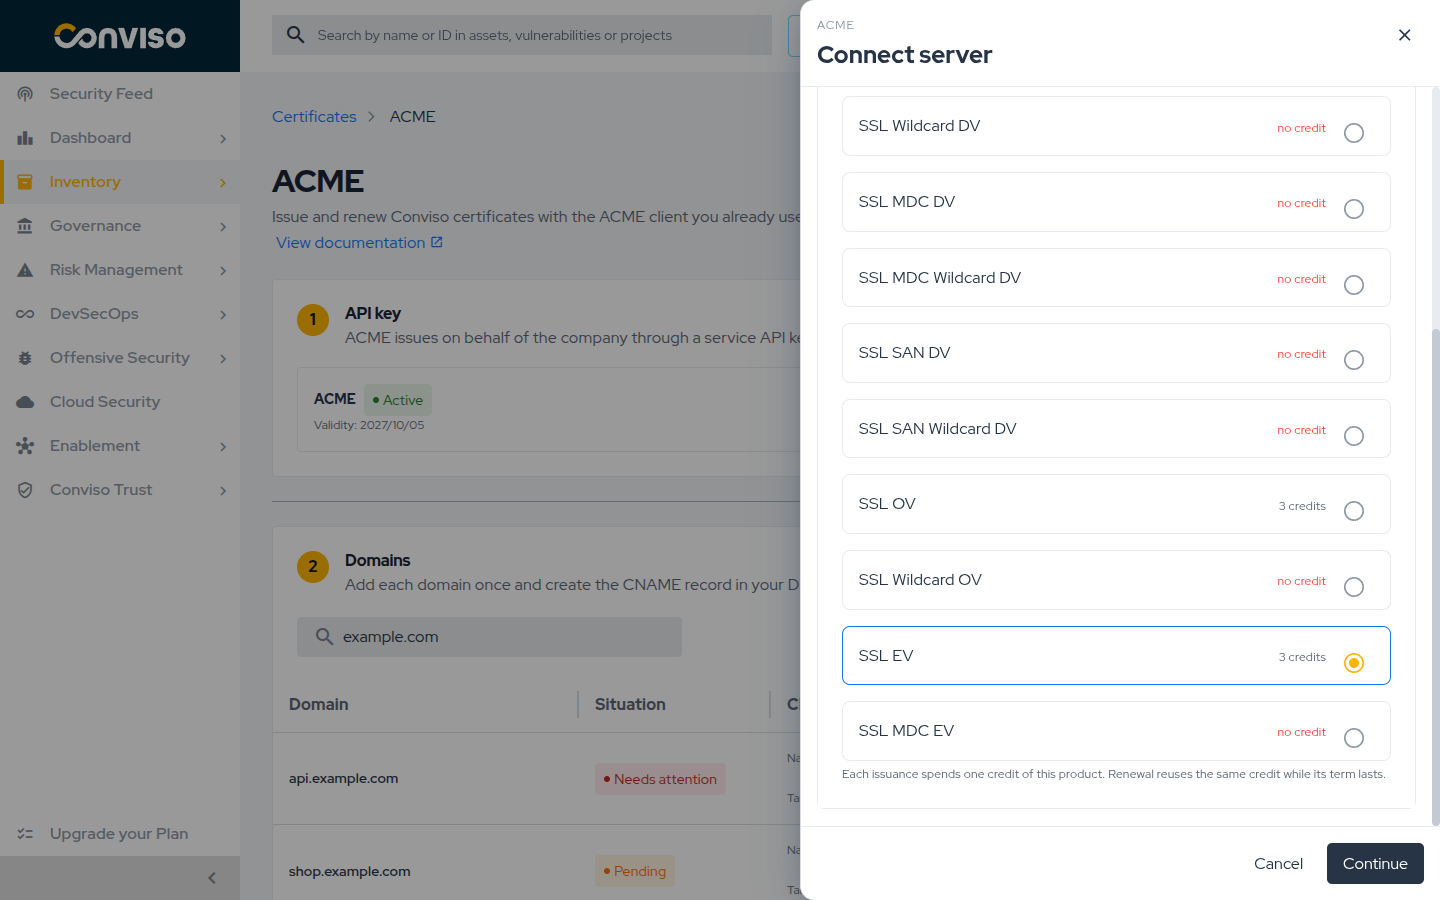 CONVISO
Search by name or ID in assets, vulnerabilities or projects
Security Feed
Dashboard
Inventory
Governance
Risk Management
DevSecOps
Offensive Security
Cloud Security
Enablement
Conviso Trust
Upgrade your Plan
Certificates > ACME
ACME
Issue and renew Conviso certificates with the ACME client you already use
View documentation
1
API key
ACME issues on behalf of the company through a service API
ACME
Active
Validity: 2027/10/05
2
Domains
Add each domain once and create the CNAME record in your
example.com
Domain
Situation
api.example.com
Needs attention
shop.example.com
Pending
ACME
Connect server
SSL Wildcard DV
no credit
SSL MDC DV
no credit
SSL MDC Wildcard DV
no credit
SSL SAN DV
no credit
SSL SAN Wildcard DV
no credit
SSL OV
3 credits
SSL Wildcard OV
no credit
SSL EV
3 credits
SSL MDC EV
no credit
Each issuance spends one credit of this product. Renewal reuses the same credit while its term lasts.
Cancel
Continue